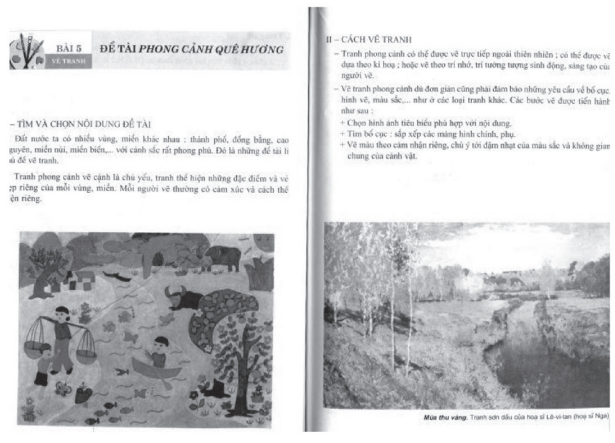 BÀI 5
VẼ TRANH
ĐỀ TÀI PHONG CẢNH QUÊ HƯƠNG
– TÌM VÀ CHỌN NỘI DUNG ĐỀ TÀI
Đất nước ta có nhiều vùng, miền khác nhau : thành phố, đồng bằng, cao
guyên, miền núi, miền biển,... với cảnh sắc rất phong phú. Đó là những đề tài lí
ú để vẽ tranh.
Tranh phong cảnh vẽ cảnh là chủ yếu, tranh thể hiện những đặc điểm và vẻ
ẹp riêng của mỗi vùng, miền. Mỗi người vẽ thường có cảm xúc và cách thể
ện riêng.
II – CÁCH VẼ TRANH
– Tranh phong cảnh có thể được vẽ trực tiếp ngoài thiên nhiên ; có thể được vẽ
dựa theo kí hoạ ; hoặc vẽ theo trí nhớ, trí tưởng tượng sinh động, sáng tạo của
người vẽ.
– Vẽ tranh phong cảnh dù đơn giản cũng phải đảm bảo những yêu cầu về bố cục,
hình vẽ, màu sắc,... như ở các loại tranh khác. Các bước vẽ được tiến hành
như sau :
+ Chọn hình ảnh tiêu biểu phù hợp với nội dung.
+ Tìm bố cục : sắp xếp các mảng hình chính, phụ.
+ Vẽ màu theo cảm nhận riêng, chú ý tới đậm nhạt của màu sắc và không gian
chung của cảnh vật.
Mùa thu vàng. Tranh sơn dầu của hoạ sĩ Lê-vi-tan (hoạ sĩ Nga)